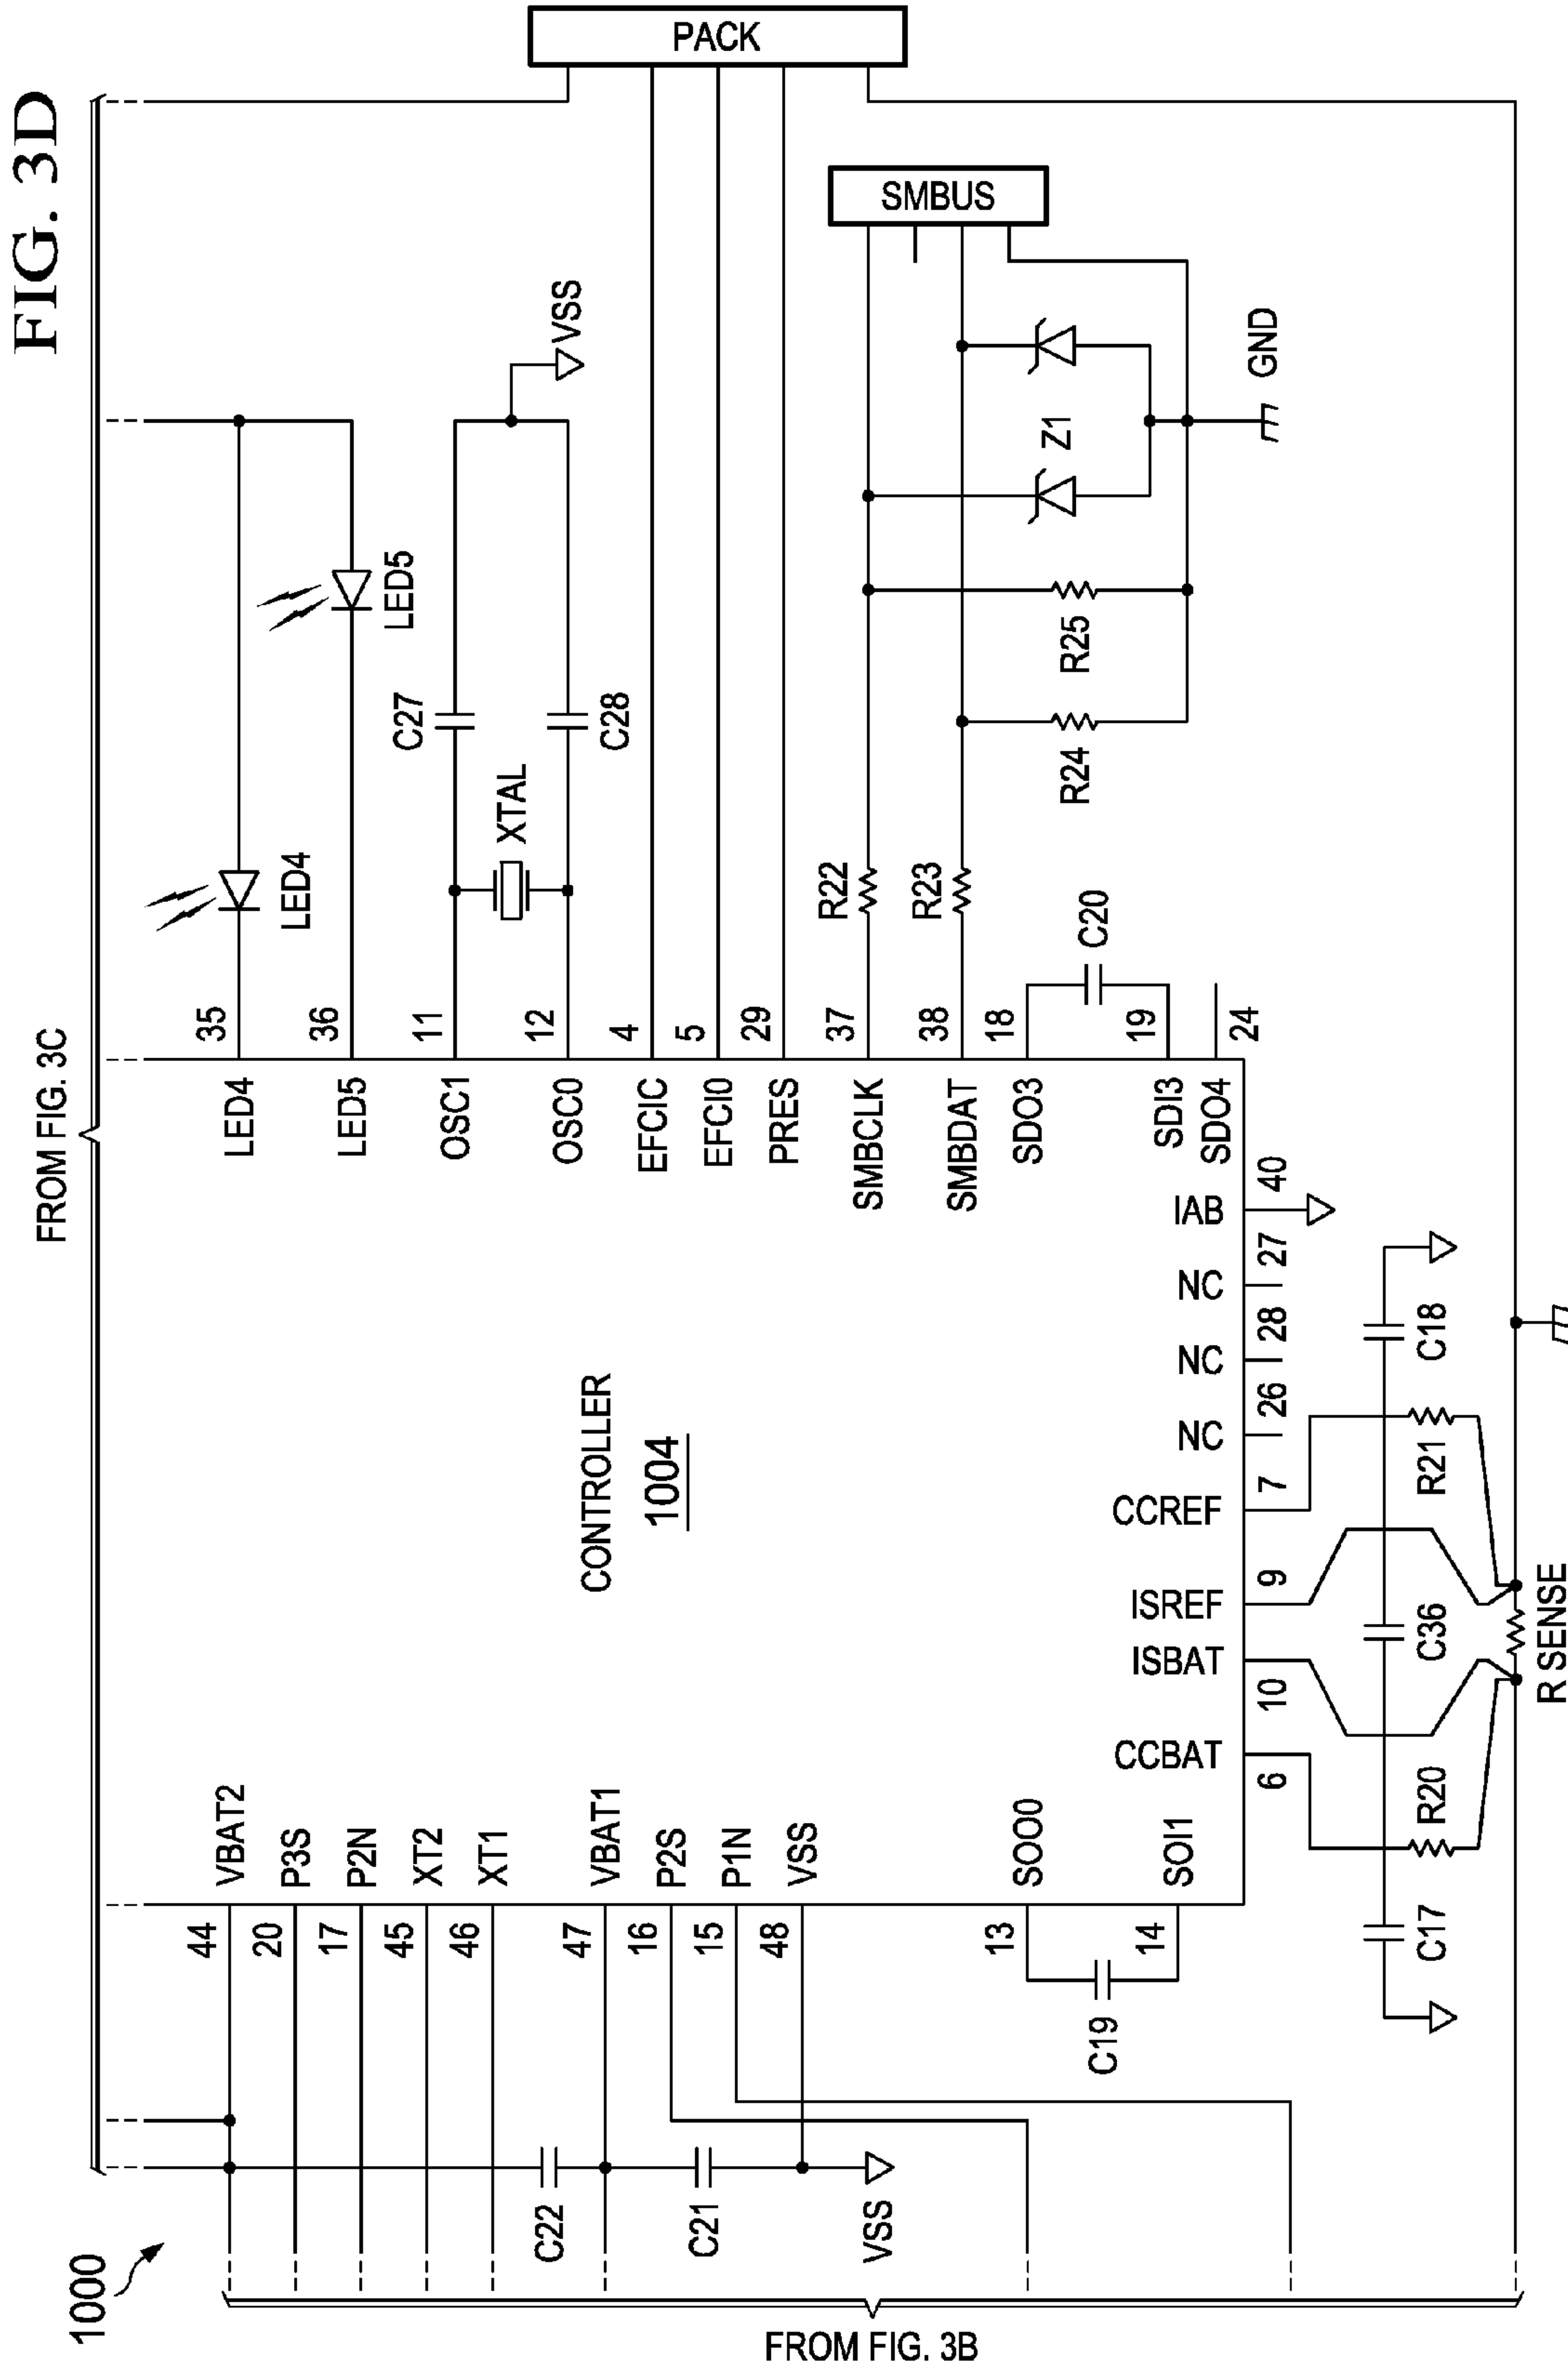 FIG. 3D
FROM FIG. 3C
1000
FROM FIG. 3B
CONTROLLER
1004
44
VBAT2
20
P3S
17
P2N
45
XT2
46
XT1
47
VBAT1
16
P2S
15
P1N
48
VSS
13
SOO0
14
SOI1
C22
C21
VSS
C19
LED4
35
LED5
36
OSC1
11
OSC0
12
EFCIC
4
EFCI0
5
PRES
29
SMBCLK
37
SMBDAT
38
SDO3
18
SDI3
19
SDO4
24
LED4
LED5
C27
XTAL
C28
VSS
PACK
SMBUS
R22
R23
R24
R25
Z1
GND
C20
CCBAT
6
ISBAT
10
ISREF
9
CCREF
7
NC
26
NC
28
NC
27
IAB
40
C17
R20
C36
R21
C18
R SENSE